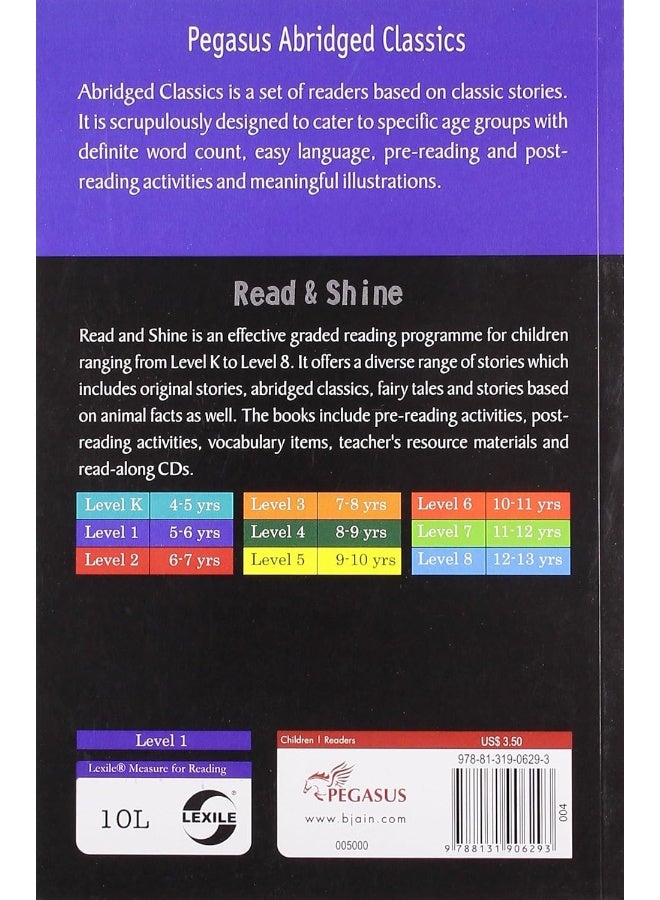 Pegasus Abridged Classics
Abridged Classics is a set of readers based on classic stories.
It is scrupulously designed to cater to specific age groups with
definite word count, easy language, pre-reading and post-
reading activities and meaningful illustrations.
Read & Shine
Read and Shine is an effective graded reading programme for children
ranging from Level K to Level 8. It offers a diverse range of stories which
includes original stories, abridged classics, fairy tales and stories based
on animal facts as well. The books include pre-reading activities, post-
reading activities, vocabulary items, teacher's resource materials and
read-along CDs.
Level K 4-5 yrs Level 3 7-8 yrs Level 6 10-11 yrs
Level 1 5-6 yrs Level 4 8-9 yrs Level 7 11-12 yrs
Level 2 6-7 yrs Level 5 9-10 yrs Level 8 12-13 yrs
Level 1
Lexile® Measure for Reading
10L
LEXILE®
Children | Readers US$ 3.50
978-81-319-0629-3
PEGASUS
www.bjain.com
005000
9 788131 906293
004